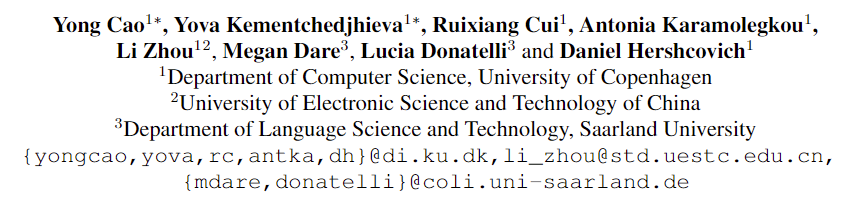 Yong Cao1*, Yova Kementchedjhieva1*, Ruixiang Cui1, Antonia Karamolegkou1,
Li Zhou12, Megan Dare3, Lucia Donatelli3 and Daniel Hershcovich1
1Department of Computer Science, University of Copenhagen
2University of Electronic Science and Technology of China
3Department of Language Science and Technology, Saarland University
{yongcao,yova,rc,antka,dh}@di.ku.dk,li_zhou@std.uestc.edu.cn,
{mdare,donatelli}@coli.uni-saarland.de